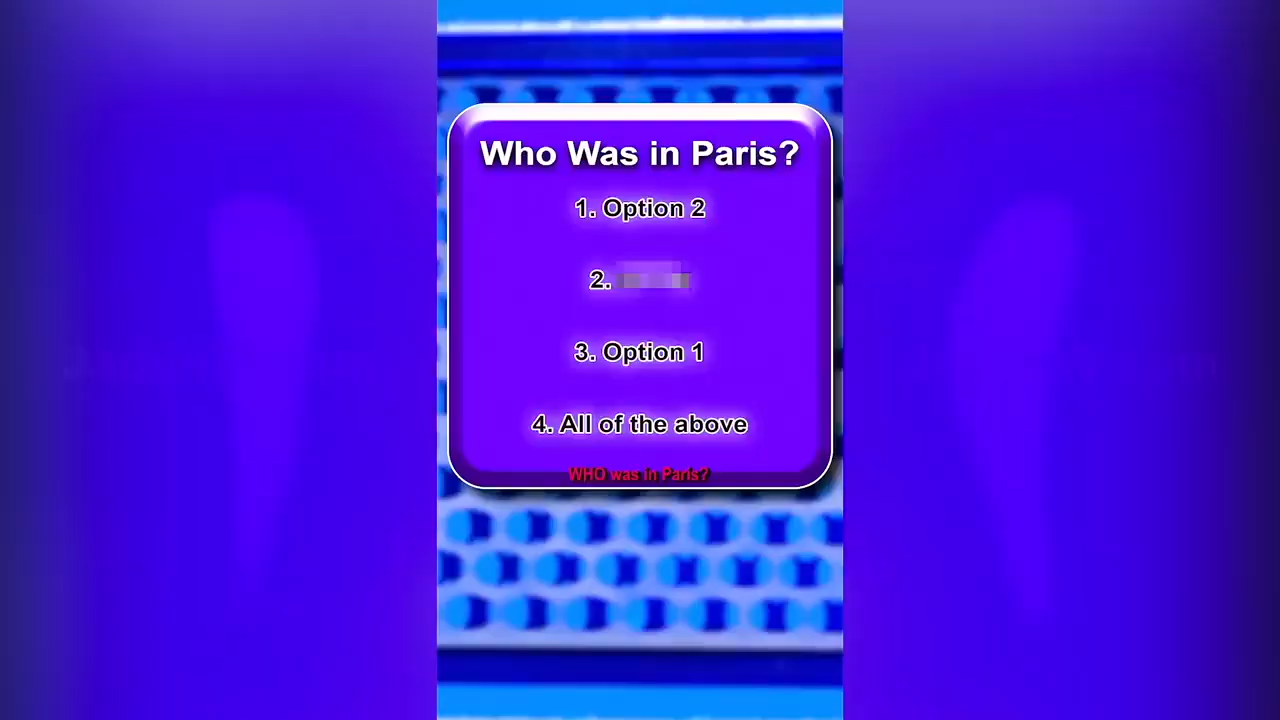 Who Was in Paris?
1. Option 2
2.
3. Option 1
4. All of the above
WHO was in Paris?